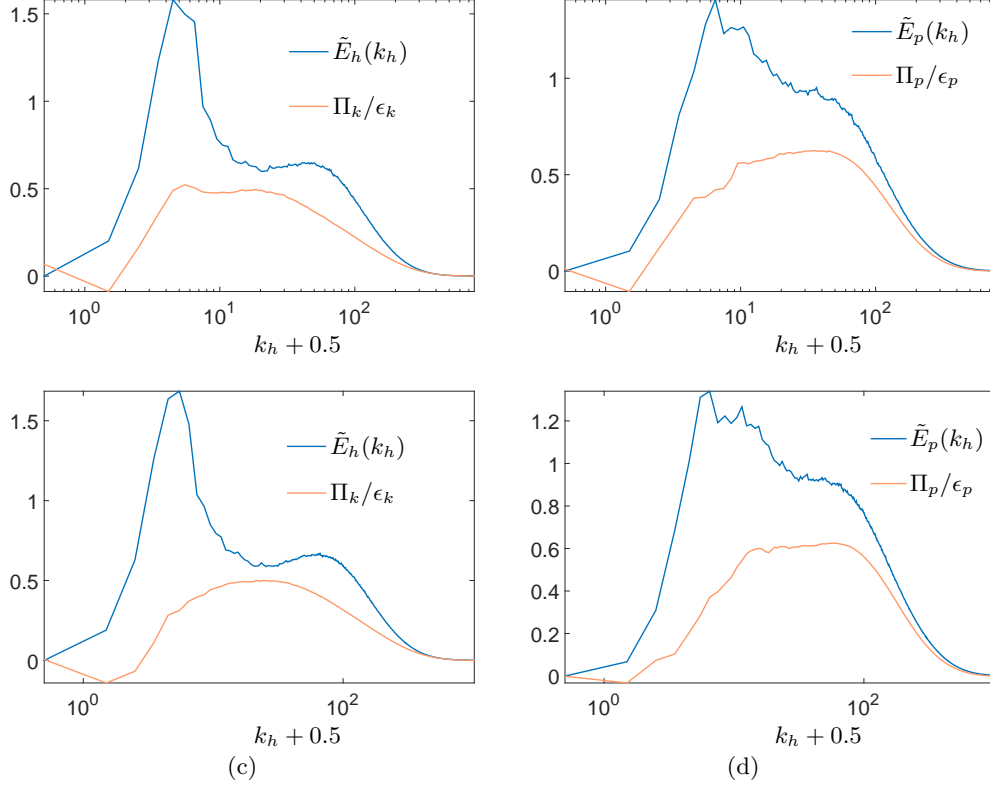 1.5
1
0.5
0
10^0
10^1
10^2
k_h + 0.5
Ẽ_h(k_h)
Π_k/ϵ_k
1
0.5
0
10^0
10^1
10^2
k_h + 0.5
Ẽ_p(k_h)
Π_p/ϵ_p
1.5
1
0.5
0
10^0
10^2
k_h + 0.5
Ẽ_h(k_h)
Π_k/ϵ_k
(c)
1.2
1
0.8
0.6
0.4
0.2
0
10^0
10^2
k_h + 0.5
Ẽ_p(k_h)
Π_p/ϵ_p
(d)